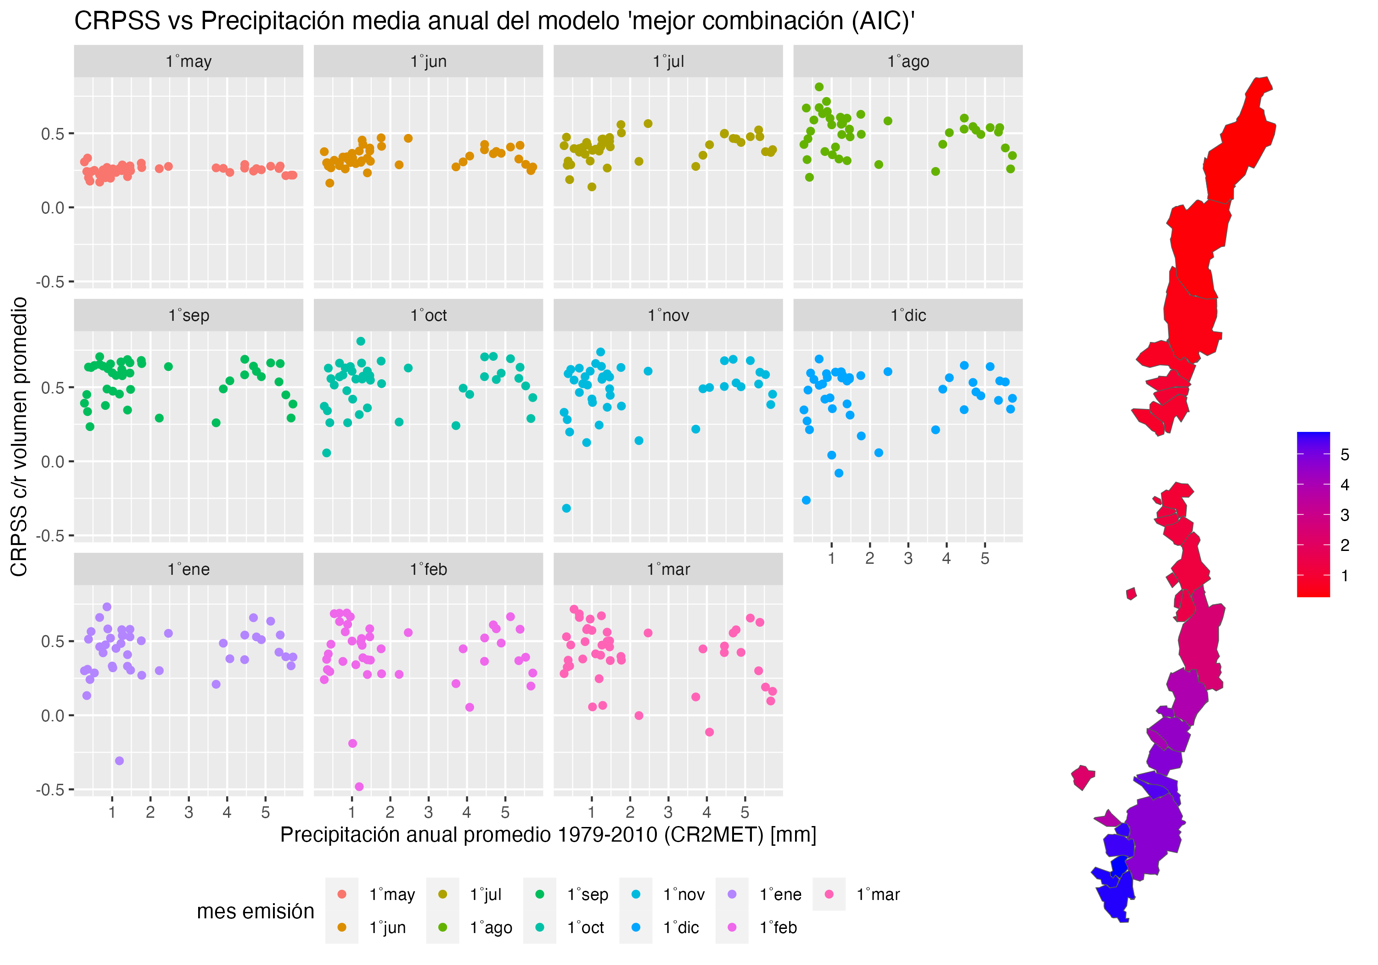 CRPSS vs Precipitación media anual del modelo 'mejor combinación (AIC)'
1°may
1°jun
1°jul
1°ago
0.5
0.0
-0.5
1°sep
1°oct
1°nov
1°dic
0.5
0.0
-0.5
1 2 3 4 5
1°ene
1°feb
1°mar
0.5
0.0
-0.5
1 2 3 4 5
1 2 3 4 5
1 2 3 4 5
CRPSS c/r volumen promedio
Precipitación anual promedio 1979-2010 (CR2MET) [mm]
mes emisión
1°may
1°jul
1°sep
1°nov
1°ene
1°mar
1°jun
1°ago
1°oct
1°dic
1°feb
5
4
3
2
1